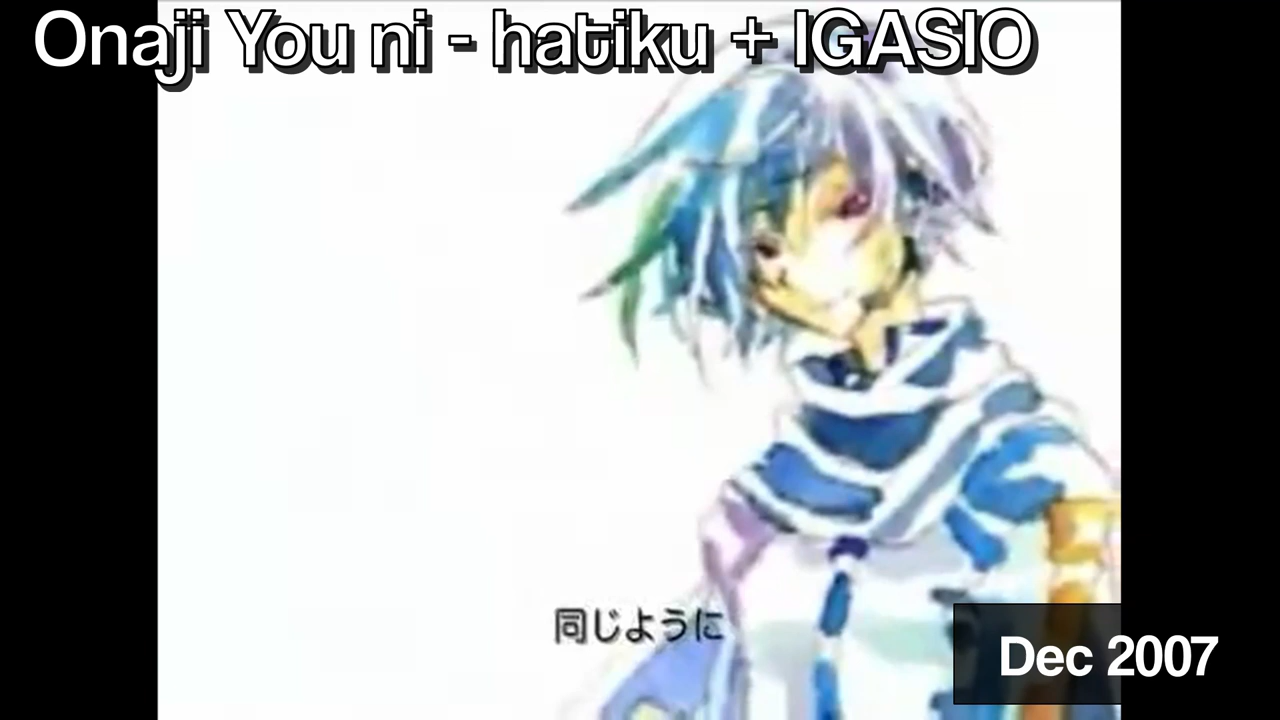 Onaji You ni - hatiku + IGASIO
同じように
Dec 2007